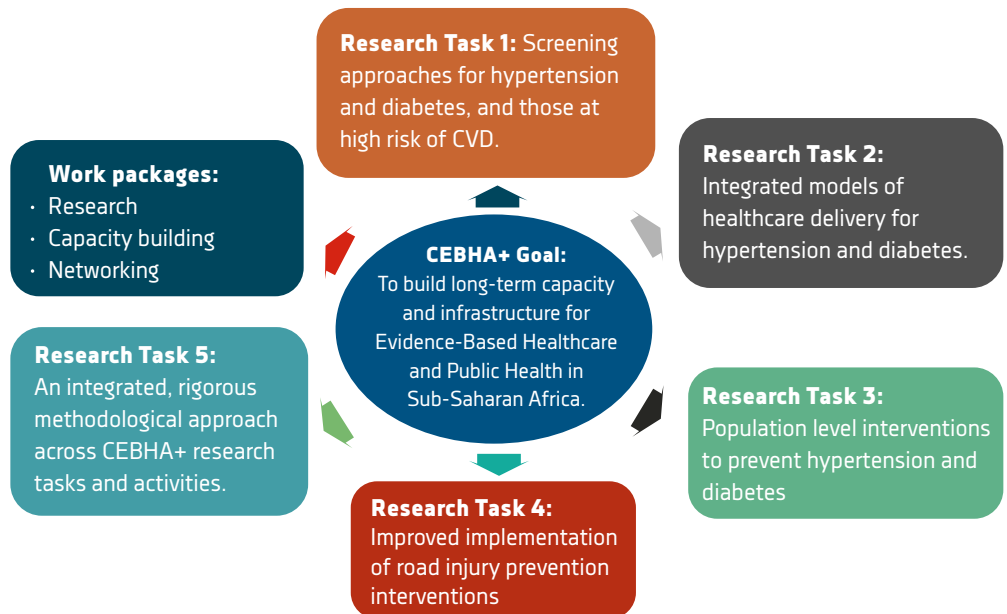 Research Task 1: Screening
approaches for hypertension
and diabetes, and those at
high risk of CVD.
Work packages:
· Research
· Capacity building
· Networking
Research Task 2:
Integrated models of
healthcare delivery for
hypertension and diabetes.
CEBHA+ Goal:
To build long-term capacity
and infrastructure for
Evidence-Based Healthcare
and Public Health in
Sub-Saharan Africa.
Research Task 5:
An integrated, rigorous
methodological approach
across CEBHA+ research
tasks and activities.
Research Task 3:
Population level interventions
to prevent hypertension and
diabetes
Research Task 4:
Improved implementation
of road injury prevention
interventions